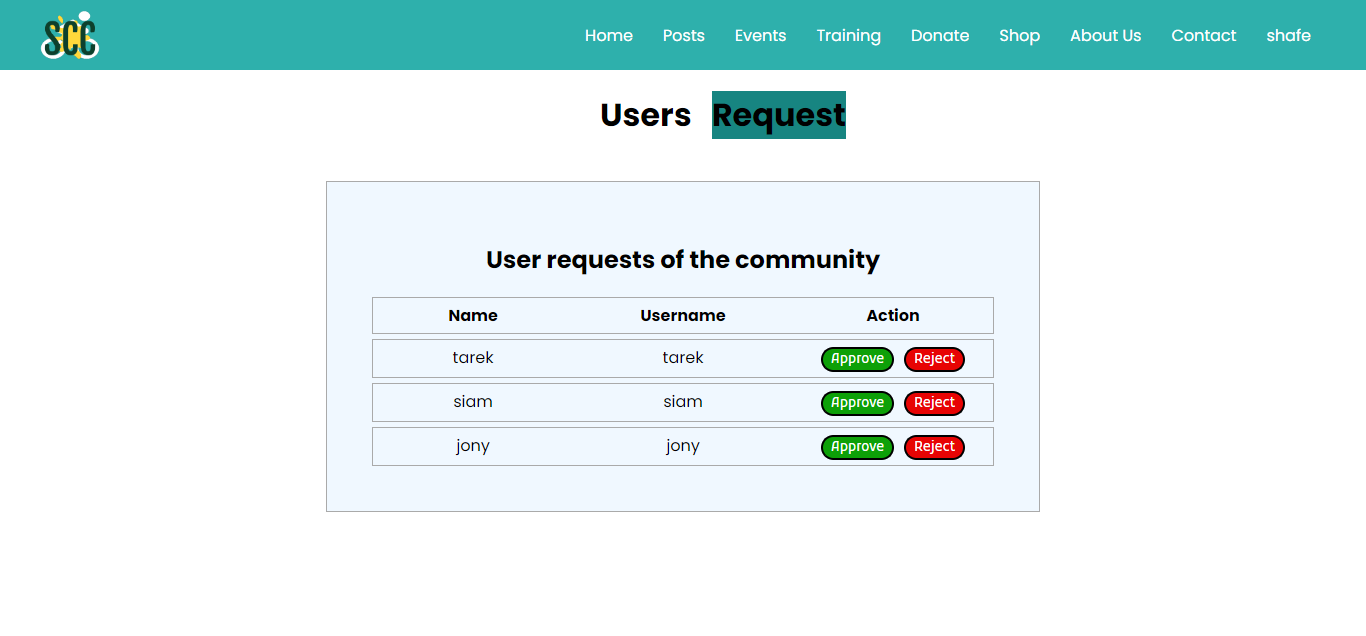 SCC Home Posts Events Training Donate Shop About Us Contact shafe
Users Request
User requests of the community
Name Username Action
tarek tarek Approve Reject
siam siam Approve Reject
jony jony Approve Reject